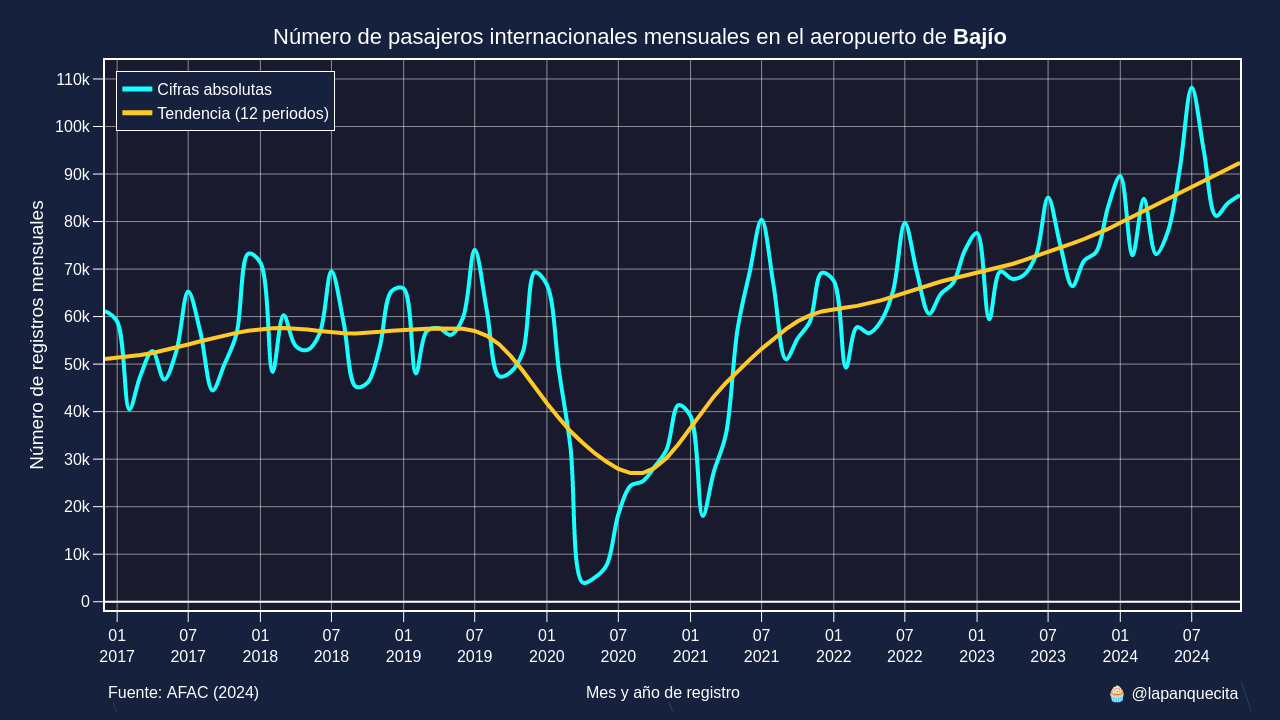 Número de pasajeros internacionales mensuales en el aeropuerto de Bajío
Cifras absolutas
Tendencia (12 periodos)
Número de registros mensuales
110k
100k
90k
80k
70k
60k
50k
40k
30k
20k
10k
0
01 07 01 07 01 07 01 07 01 07 01 07 01 07 01 07
2017 2017 2018 2018 2019 2019 2020 2020 2021 2021 2022 2022 2023 2023 2024 2024
Fuente: AFAC (2024) Mes y año de registro 🧁 @lapanquecita